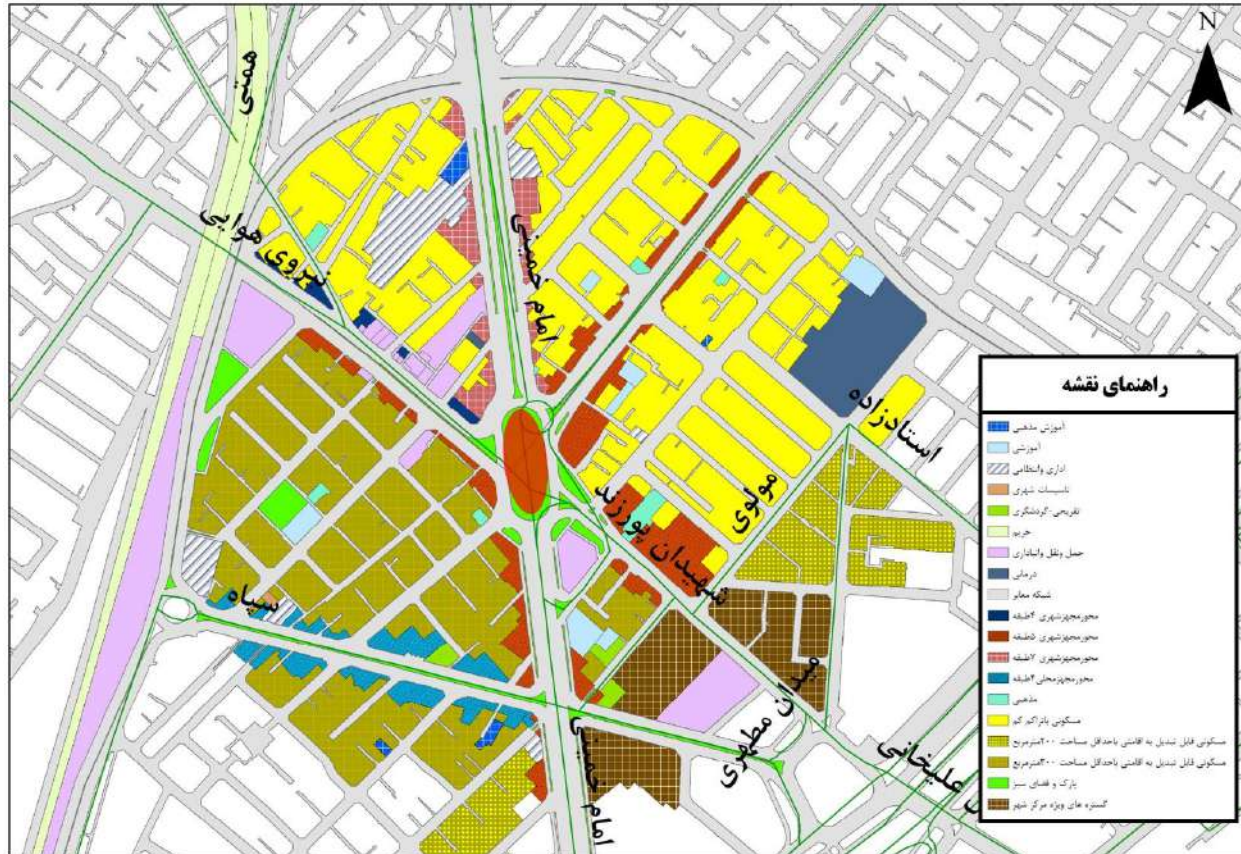 N
همتی
نیروی هوایی
امام خمینی
استادزاده
مولوی
شهیدان پورزند
سپاه
میدان مطهری
امام خمینی
علیخانی
راهنمای نقشه
آموزش مذهبی
آموزشی
اداری وانتظامی
تاسیسات شهری
تفریحی-گردشگری
حریم
حمل ونقل وانباداری
درمانی
شبکه معابر
محورمجهزشهری ۴طبقه
محورمجهزشهری ۵طبقه
محورمجهزشهری ۷طبقه
محورمجهزمحلی۴طبقه
مذهبی
مسکونی باتراکم کم
مسکونی قابل تبدیل به اقامتی باحداقل مساحت ۲۰۰مترمربع
مسکونی قابل تبدیل به اقامتی باحداقل مساحت ۳۰۰مترمربع
پارک و فضای سبز
گستره های ویژه مرکز شهر